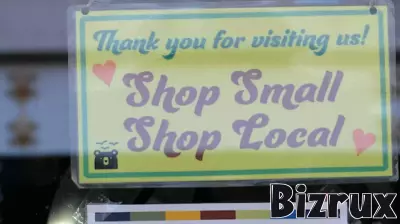 Thank you for visiting us!
Shop Small
Shop Local
Bizrux